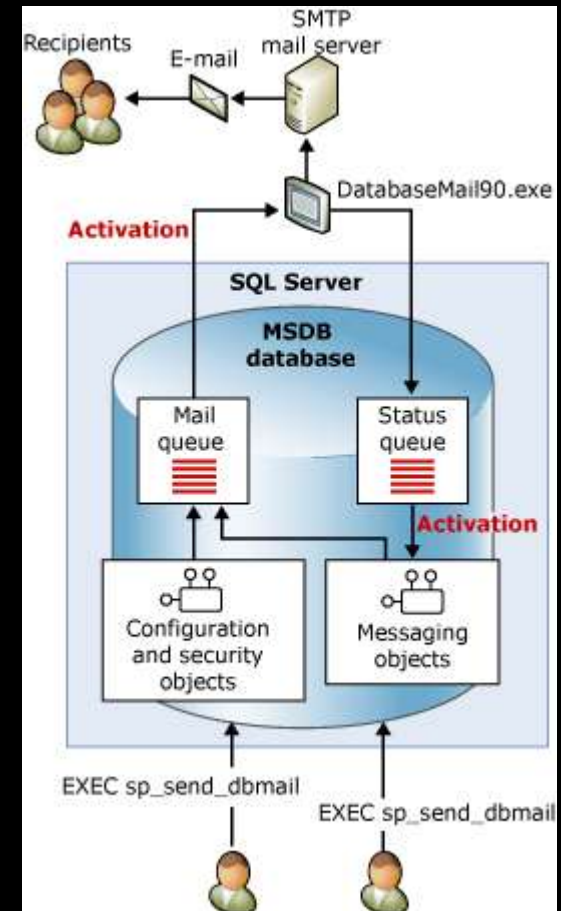 SMTP
mail server
Recipients
E-mail
DatabaseMail90.exe
Activation
SQL Server
MSDB
database
Mail
queue
Status
queue
Activation
Configuration
and security
objects
Messaging
objects
EXEC sp_send_dbmail
EXEC sp_send_dbmail